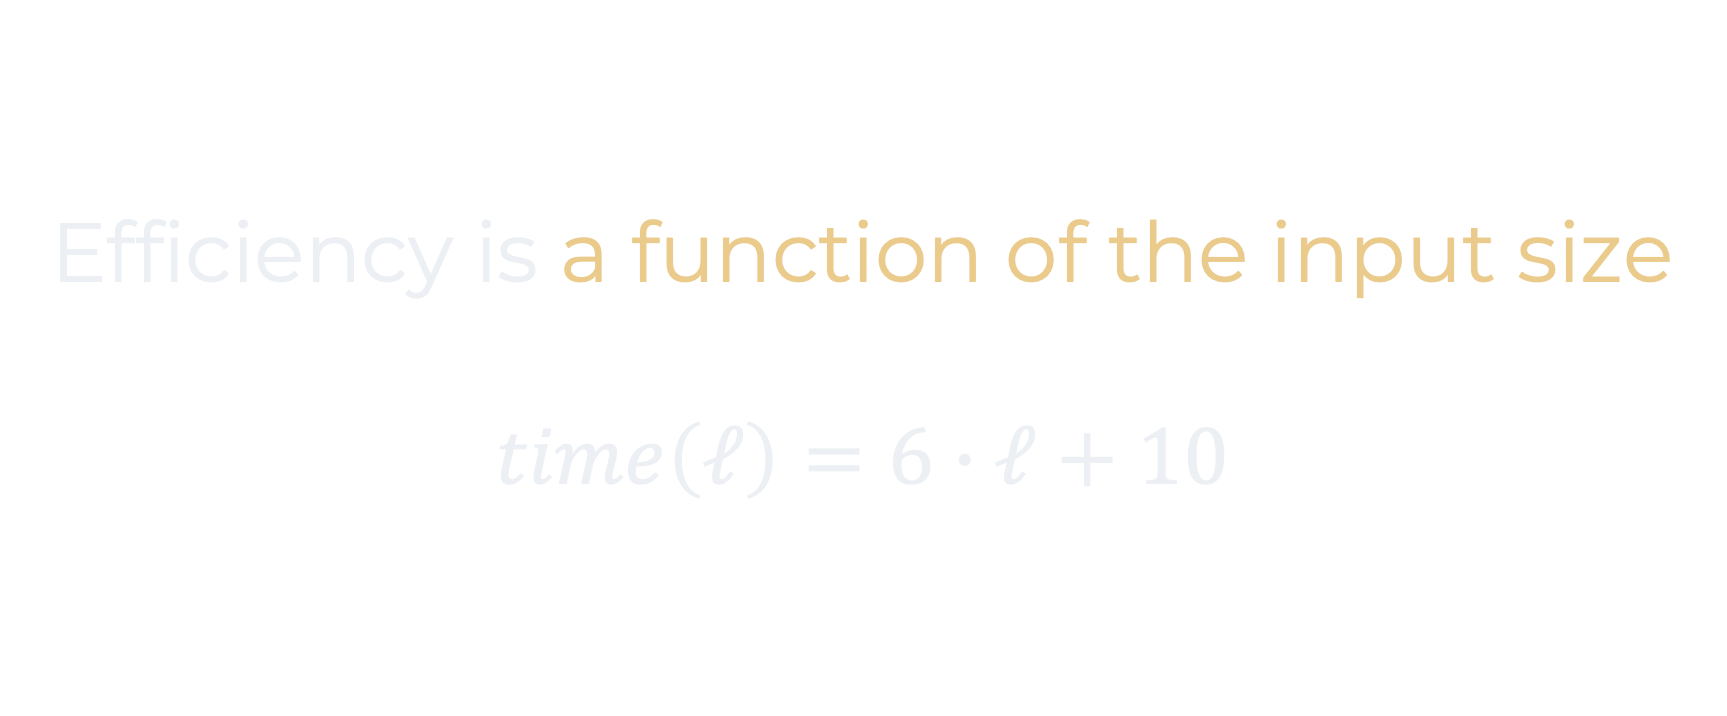 Efficiency is a function of the input size
time(ℓ) = 6 · ℓ + 10